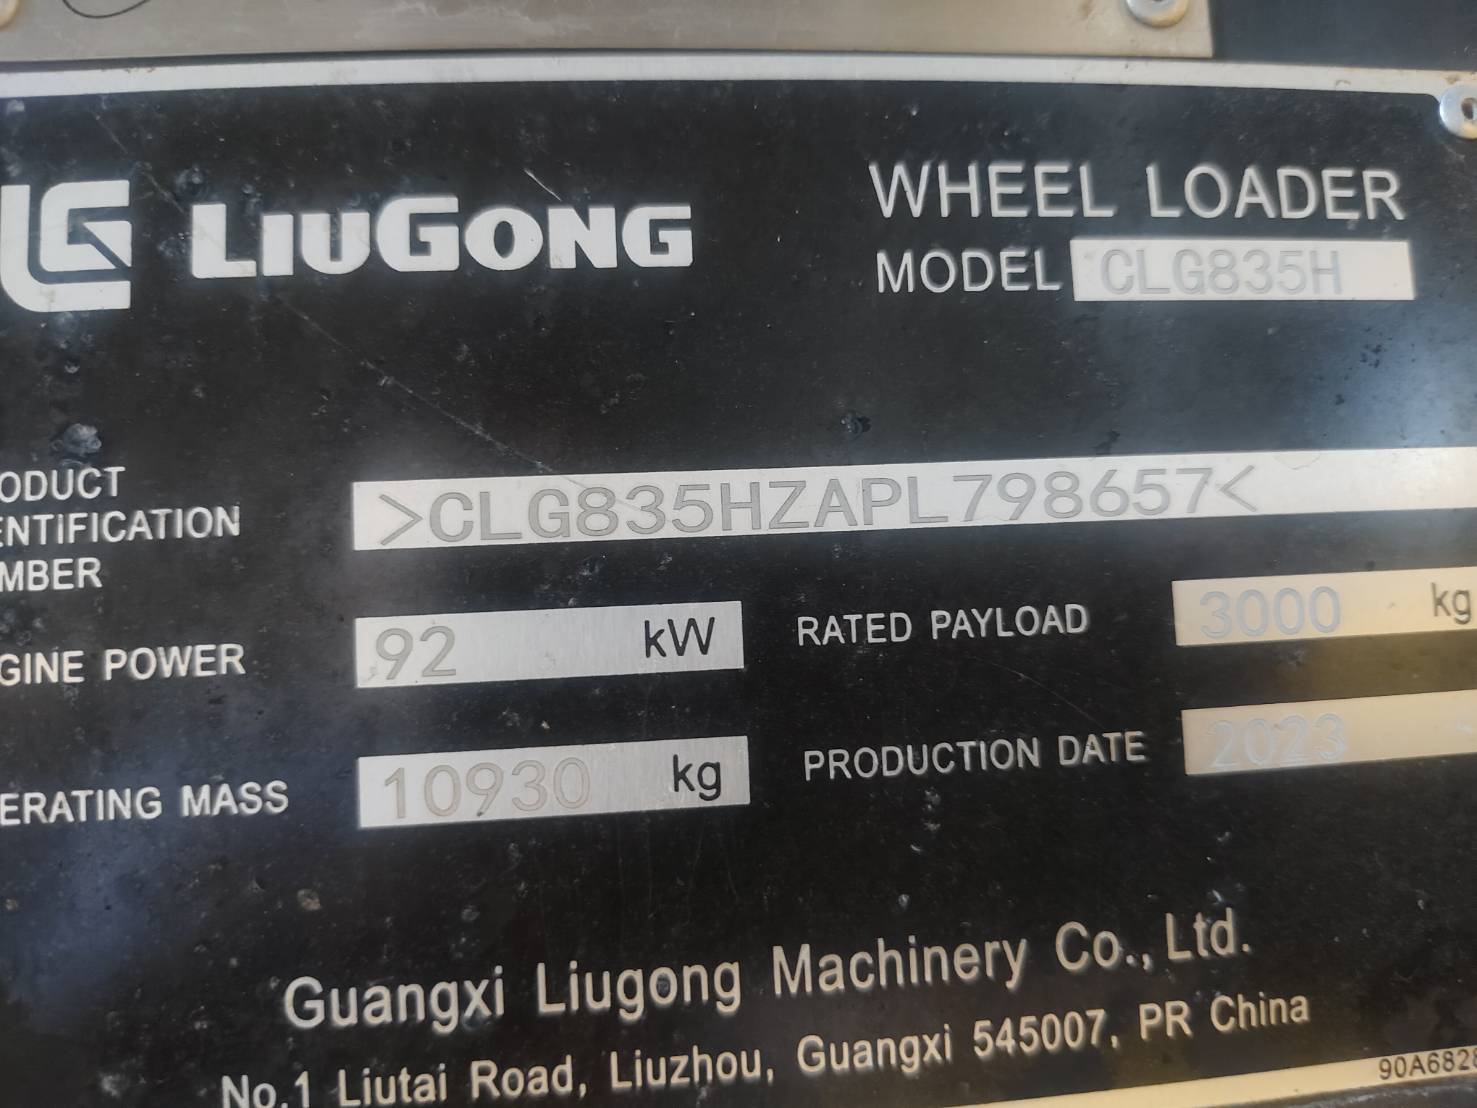 LG LIUGONG
WHEEL LOADER
MODEL CLG835H
ODUCT
ENTIFICATION
MBER
>CLG835HZAPL798657<
GINE POWER 92 kW
RATED PAYLOAD 3000 kg
ERATING MASS 10930 kg
PRODUCTION DATE 2023
Guangxi Liugong Machinery Co., Ltd.
No.1 Liutai Road, Liuzhou, Guangxi 545007, PR China
90A6828